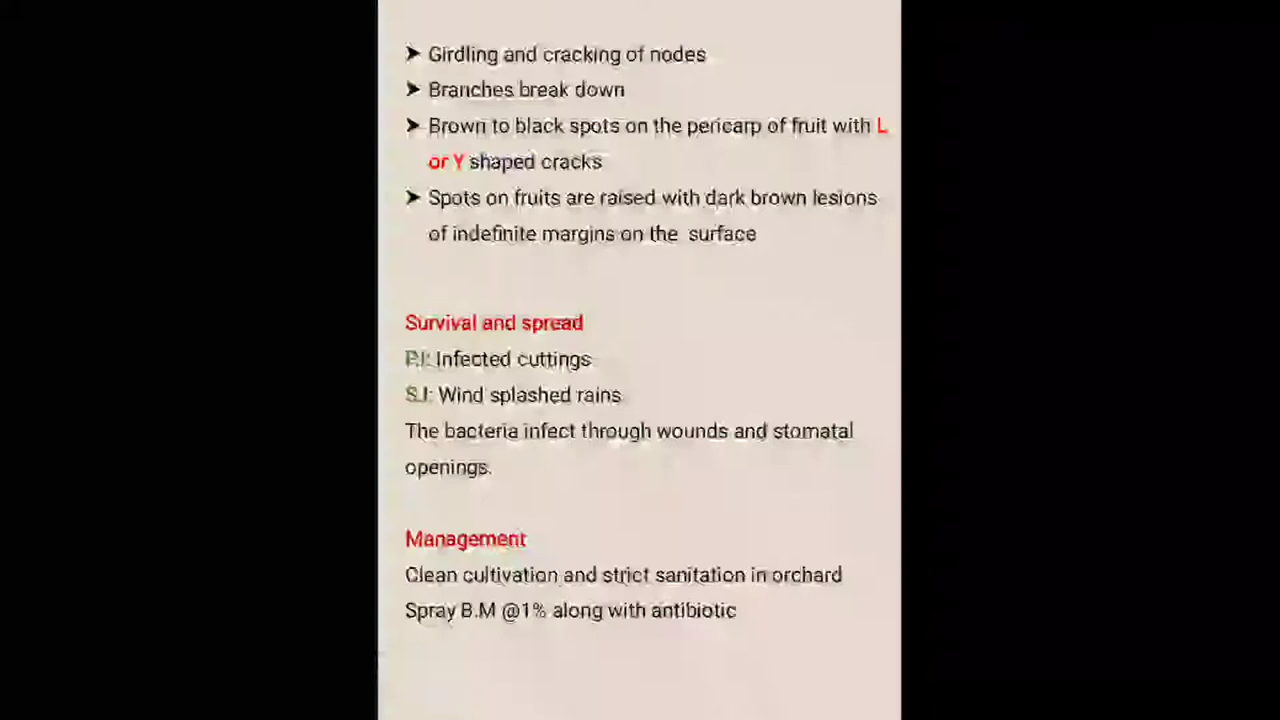 ➤ Girdling and cracking of nodes
➤ Branches break down
➤ Brown to black spots on the pericarp of fruit with L
or Y shaped cracks
➤ Spots on fruits are raised with dark brown lesions
of indefinite margins on the surface
Survival and spread
P.I: Infected cuttings
S.I: Wind splashed rains
The bacteria infect through wounds and stomatal
openings.
Management
Clean cultivation and strict sanitation in orchard
Spray B.M @1% along with antibiotic